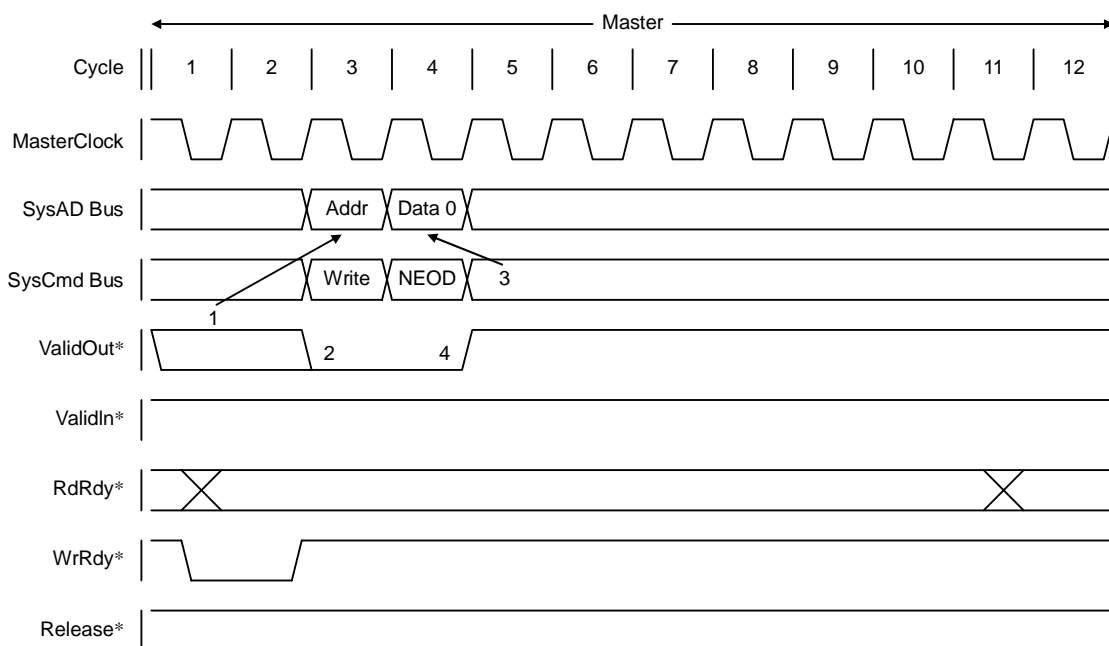 Master
Cycle 1 2 3 4 5 6 7 8 9 10 11 12
MasterClock
SysAD Bus Addr Data 0
SysCmd Bus Write NEOD 3
1
ValidOut* 2 4
ValidIn*
RdRdy*
WrRdy*
Release*